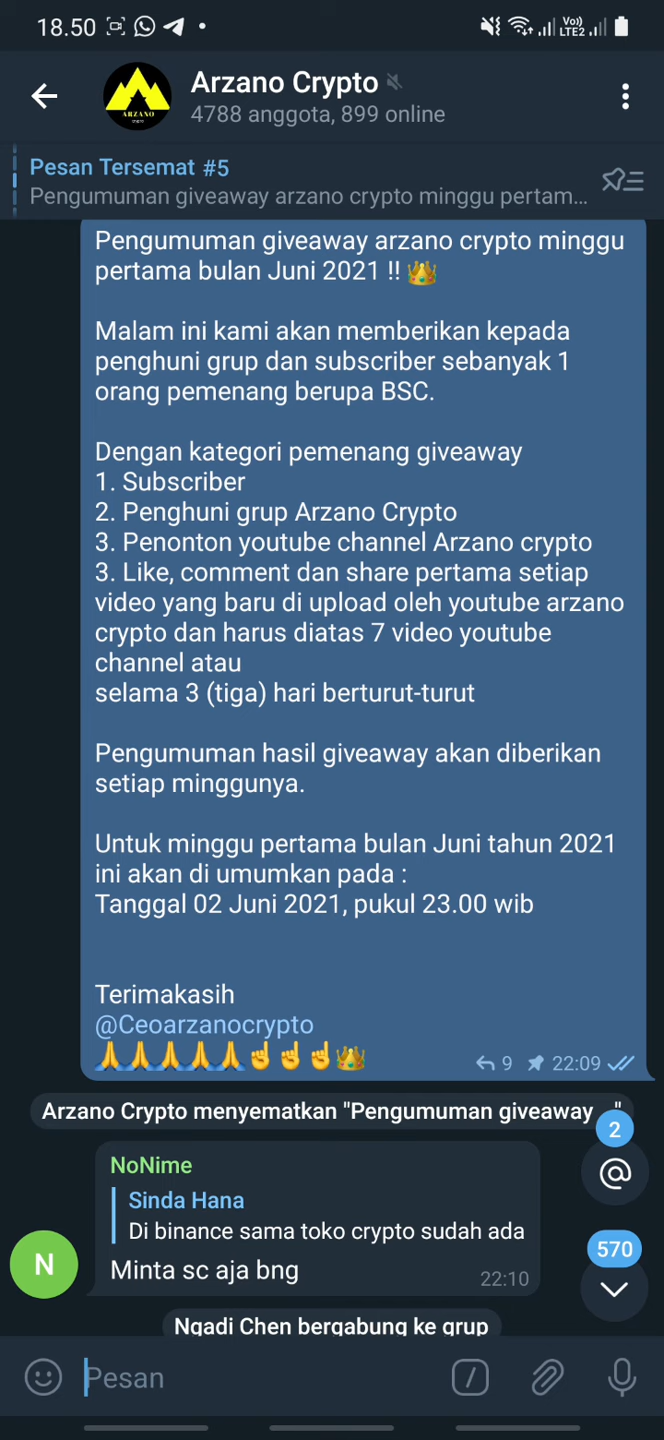 18.50
Vo))
LTE2
Arzano Crypto
4788 anggota, 899 online
ARZANO
Pesan Tersemat #5
Pengumuman giveaway arzano crypto minggu pertam...
Pengumuman giveaway arzano crypto minggu
pertama bulan Juni 2021 !! 👑
Malam ini kami akan memberikan kepada
penghuni grup dan subscriber sebanyak 1
orang pemenang berupa BSC.
Dengan kategori pemenang giveaway
1. Subscriber
2. Penghuni grup Arzano Crypto
3. Penonton youtube channel Arzano crypto
3. Like, comment dan share pertama setiap
video yang baru di upload oleh youtube arzano
crypto dan harus diatas 7 video youtube
channel atau
selama 3 (tiga) hari berturut-turut
Pengumuman hasil giveaway akan diberikan
setiap minggunya.
Untuk minggu pertama bulan Juni tahun 2021
ini akan di umumkan pada :
Tanggal 02 Juni 2021, pukul 23.00 wib
Terimakasih
@Ceoarzanocrypto
🙏🙏🙏🙏🙏☝️☝️☝️👑 9 22:09
Arzano Crypto menyematkan "Pengumuman giveaway ..."
2
@
NoNime
Sinda Hana
Di binance sama toko crypto sudah ada
Minta sc aja bng
22:10
N
570
Ngadi Chen bergabung ke grup
Pesan